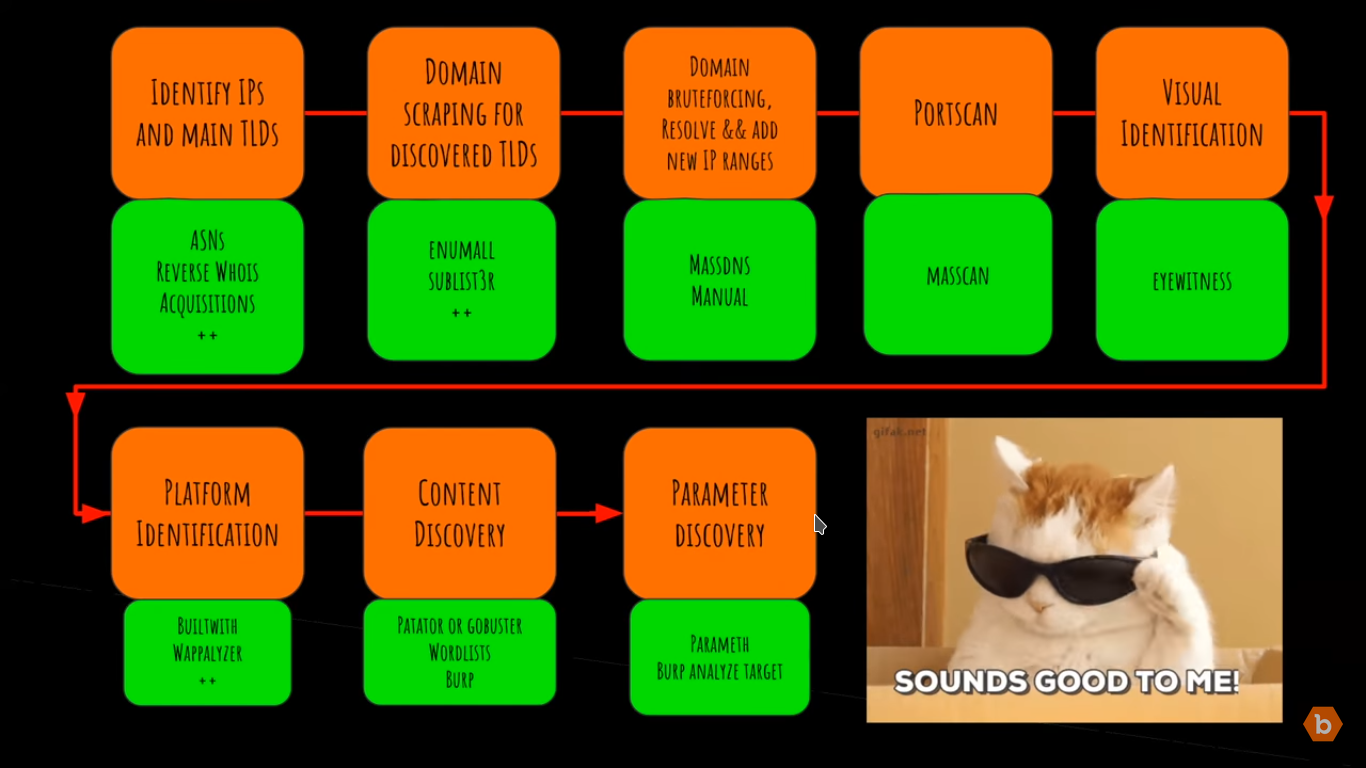 Identify IPs
and main TLDs
Domain
scraping for
discovered TLDs
Domain
bruteforcing,
Resolve && add
new IP ranges
Portscan
Visual
Identification
ASNs
Reverse Whois
Acquisitions
++
enumall
sublist3r
++
Massdns
Manual
masscan
eyewitness
Platform
Identification
Content
Discovery
Parameter
discovery
Builtwith
Wappalyzer
++
Patator or gobuster
Wordlists
Burp
Parameth
Burp analyze target
gifak.net
SOUNDS GOOD TO ME!
b